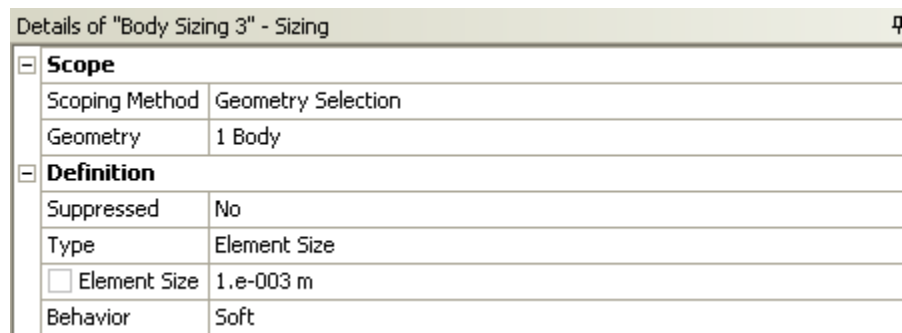 Details of "Body Sizing 3" - Sizing
Scope
Scoping Method Geometry Selection
Geometry 1 Body
Definition
Suppressed No
Type Element Size
Element Size 1.e-003 m
Behavior Soft